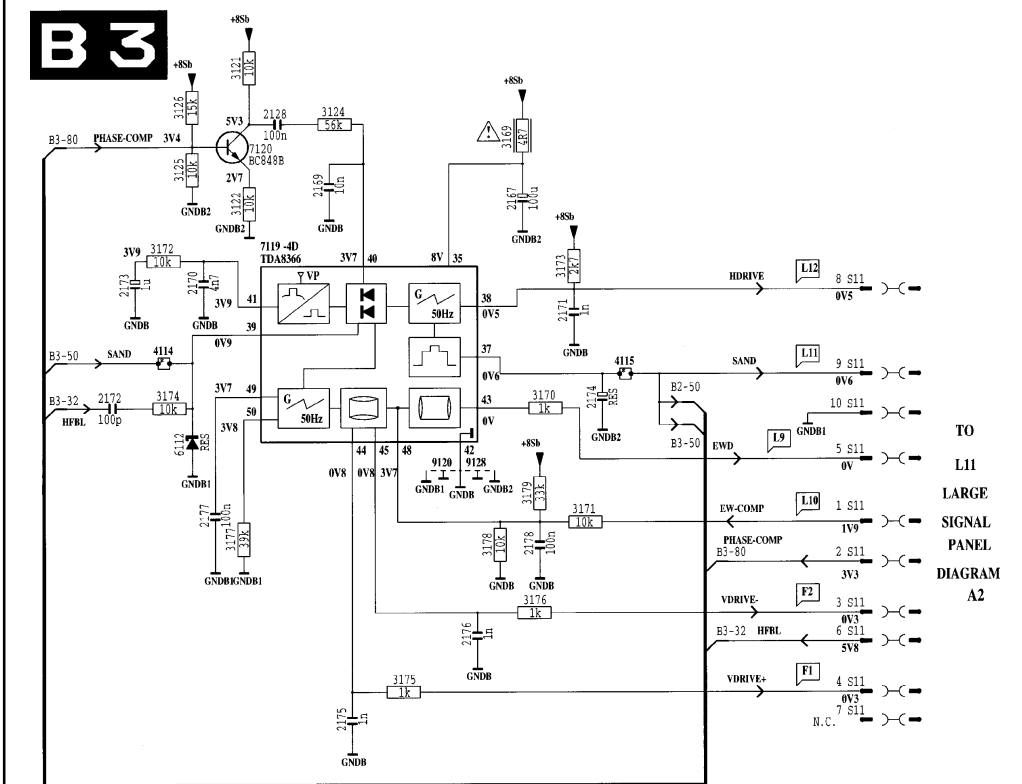 B 3
+8Sb
3121
10k
+8Sb
3126
15k
5V3
2128
100n
3124
56k
+8Sb
3169
4R7
B3-80
PHASE-COMP
3V4
7120
BC848B
3125
10k
2V7
3122
10k
GNDB2
GNDB2
2169
10n
GNDB
2167
100u
GNDB2
+8Sb
7119 -4D
TDA8366
3V7
40
8V
35
3V9
3172
10k
2173
1u
2170
4n7
GNDB
GNDB
3V9
41
VP
G
50Hz
3173
2k7
2171
1n
GNDB
38
0V5
HDRIVE
L12
8 S11
0V5
39
0V9
37
0V6
B3-50
SAND
4114
4115
SAND
L11
9 S11
0V6
B3-32
HFBL
2172
100p
3174
10k
3V7
49
50
3V8
G
50Hz
43
0V
3170
1k
2174
RES
GNDB2
B2-50
B3-50
10 S11
GNDB1
6112
RES
GNDB1
44
45
48
42
0V8
0V8
3V7
9120
9128
GNDB1
GNDB
GNDB2
+8Sb
EWD
L9
5 S11
0V
2177
100n
3177
39k
GNDB1
GNDB1
3179
33k
3171
10k
EW-COMP
L10
1 S11
1V9
3178
10k
2178
100n
GNDB
GNDB
PHASE-COMP
B3-80
2 S11
3V3
3176
1k
VDRIVE-
F2
3 S11
0V3
2176
1n
GNDB
B3-32
HFBL
6 S11
5V8
3175
1k
VDRIVE+
F1
4 S11
0V3
2175
1n
GNDB
7 S11
N.C.
TO
L11
LARGE
SIGNAL
PANEL
DIAGRAM
A2